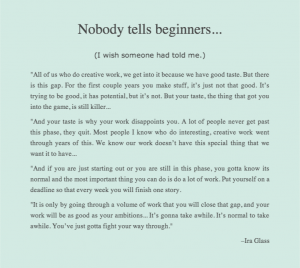 Nobody tells beginners...
(I wish someone had told me.)
"All of us who do creative work, we get into it because we have good taste. But there
is this gap. For the first couple years you make stuff, it's just not that good. It's
trying to be good, it has potential, but it's not. But your taste, the thing that got you
into the game, is still killer...
"And your taste is why your work disappoints you. A lot of people never get past
this phase, they quit. Most people I know who do interesting, creative work went
through years of this. We know our work doesn't have this special thing that we
want it to have...
"And if you are just starting out or you are still in this phase, you gotta know its
normal and the most important thing you can do is do a lot of work. Put yourself on a
deadline so that every week you will finish one story.
"It is only by going through a volume of work that you will close that gap, and your
work will be as good as your ambitions... It's gonna take awhile. It's normal to take
awhile. You've just gotta fight your way through."
–Ira Glass